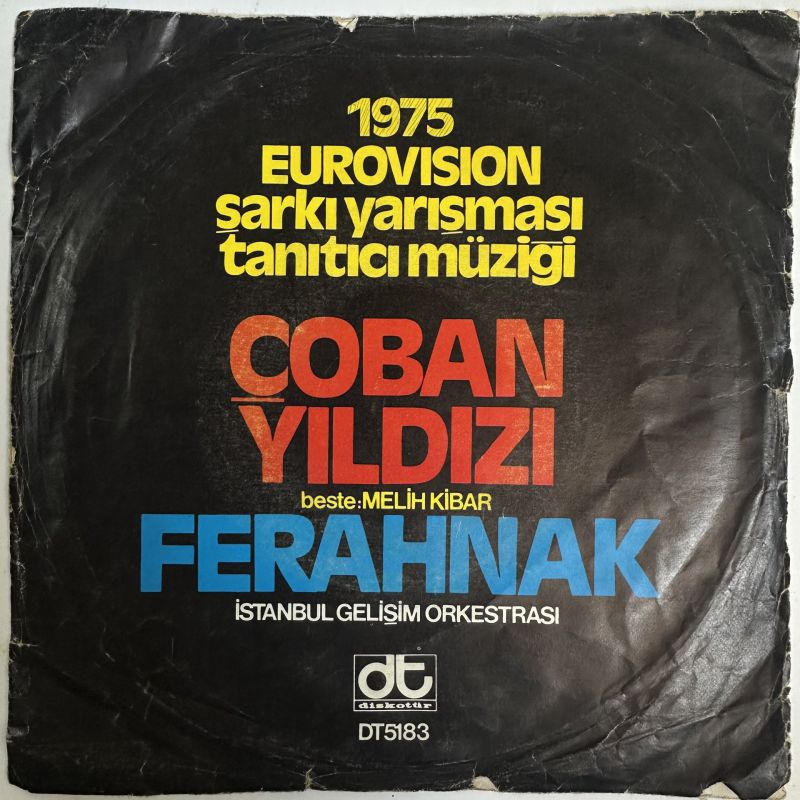 1975
EUROVISION
şarkı yarışması
tanıtıcı müziği
ÇOBAN
YILDIZI
beste: MELİH KİBAR
FERAHNAK
İSTANBUL GELİŞİM ORKESTRASI
dt
diskotür
DT5183